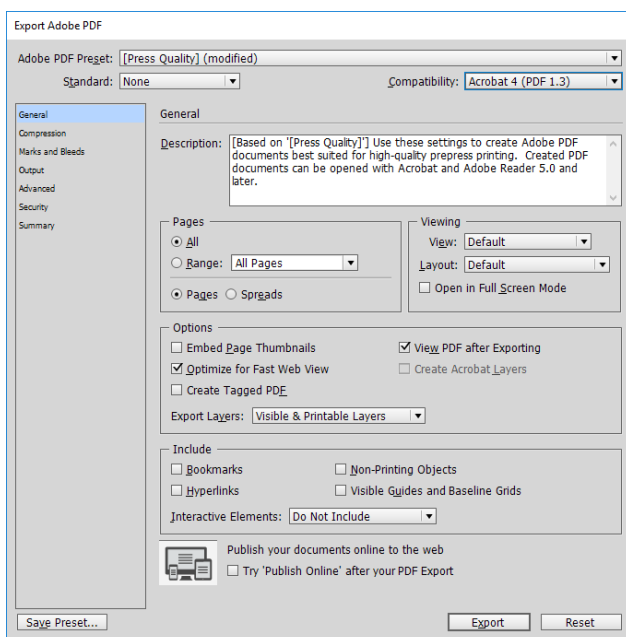 Export Adobe PDF
Adobe PDF Preset: [Press Quality] (modified)
Standard: None Compatibility: Acrobat 4 (PDF 1.3)
General
Compression
Marks and Bleeds
Output
Advanced
Security
Summary
General
Description: [Based on '[Press Quality]'] Use these settings to create Adobe PDF
documents best suited for high-quality prepress printing. Created PDF
documents can be opened with Acrobat and Adobe Reader 5.0 and
later.
Pages
All
Range: All Pages
Pages Spreads
Viewing
View: Default
Layout: Default
Open in Full Screen Mode
Options
Embed Page Thumbnails
Optimize for Fast Web View
Create Tagged PDF
View PDF after Exporting
Create Acrobat Layers
Export Layers: Visible & Printable Layers
Include
Bookmarks
Hyperlinks
Non-Printing Objects
Visible Guides and Baseline Grids
Interactive Elements: Do Not Include
Publish your documents online to the web
Try 'Publish Online' after your PDF Export
Save Preset... Export Reset